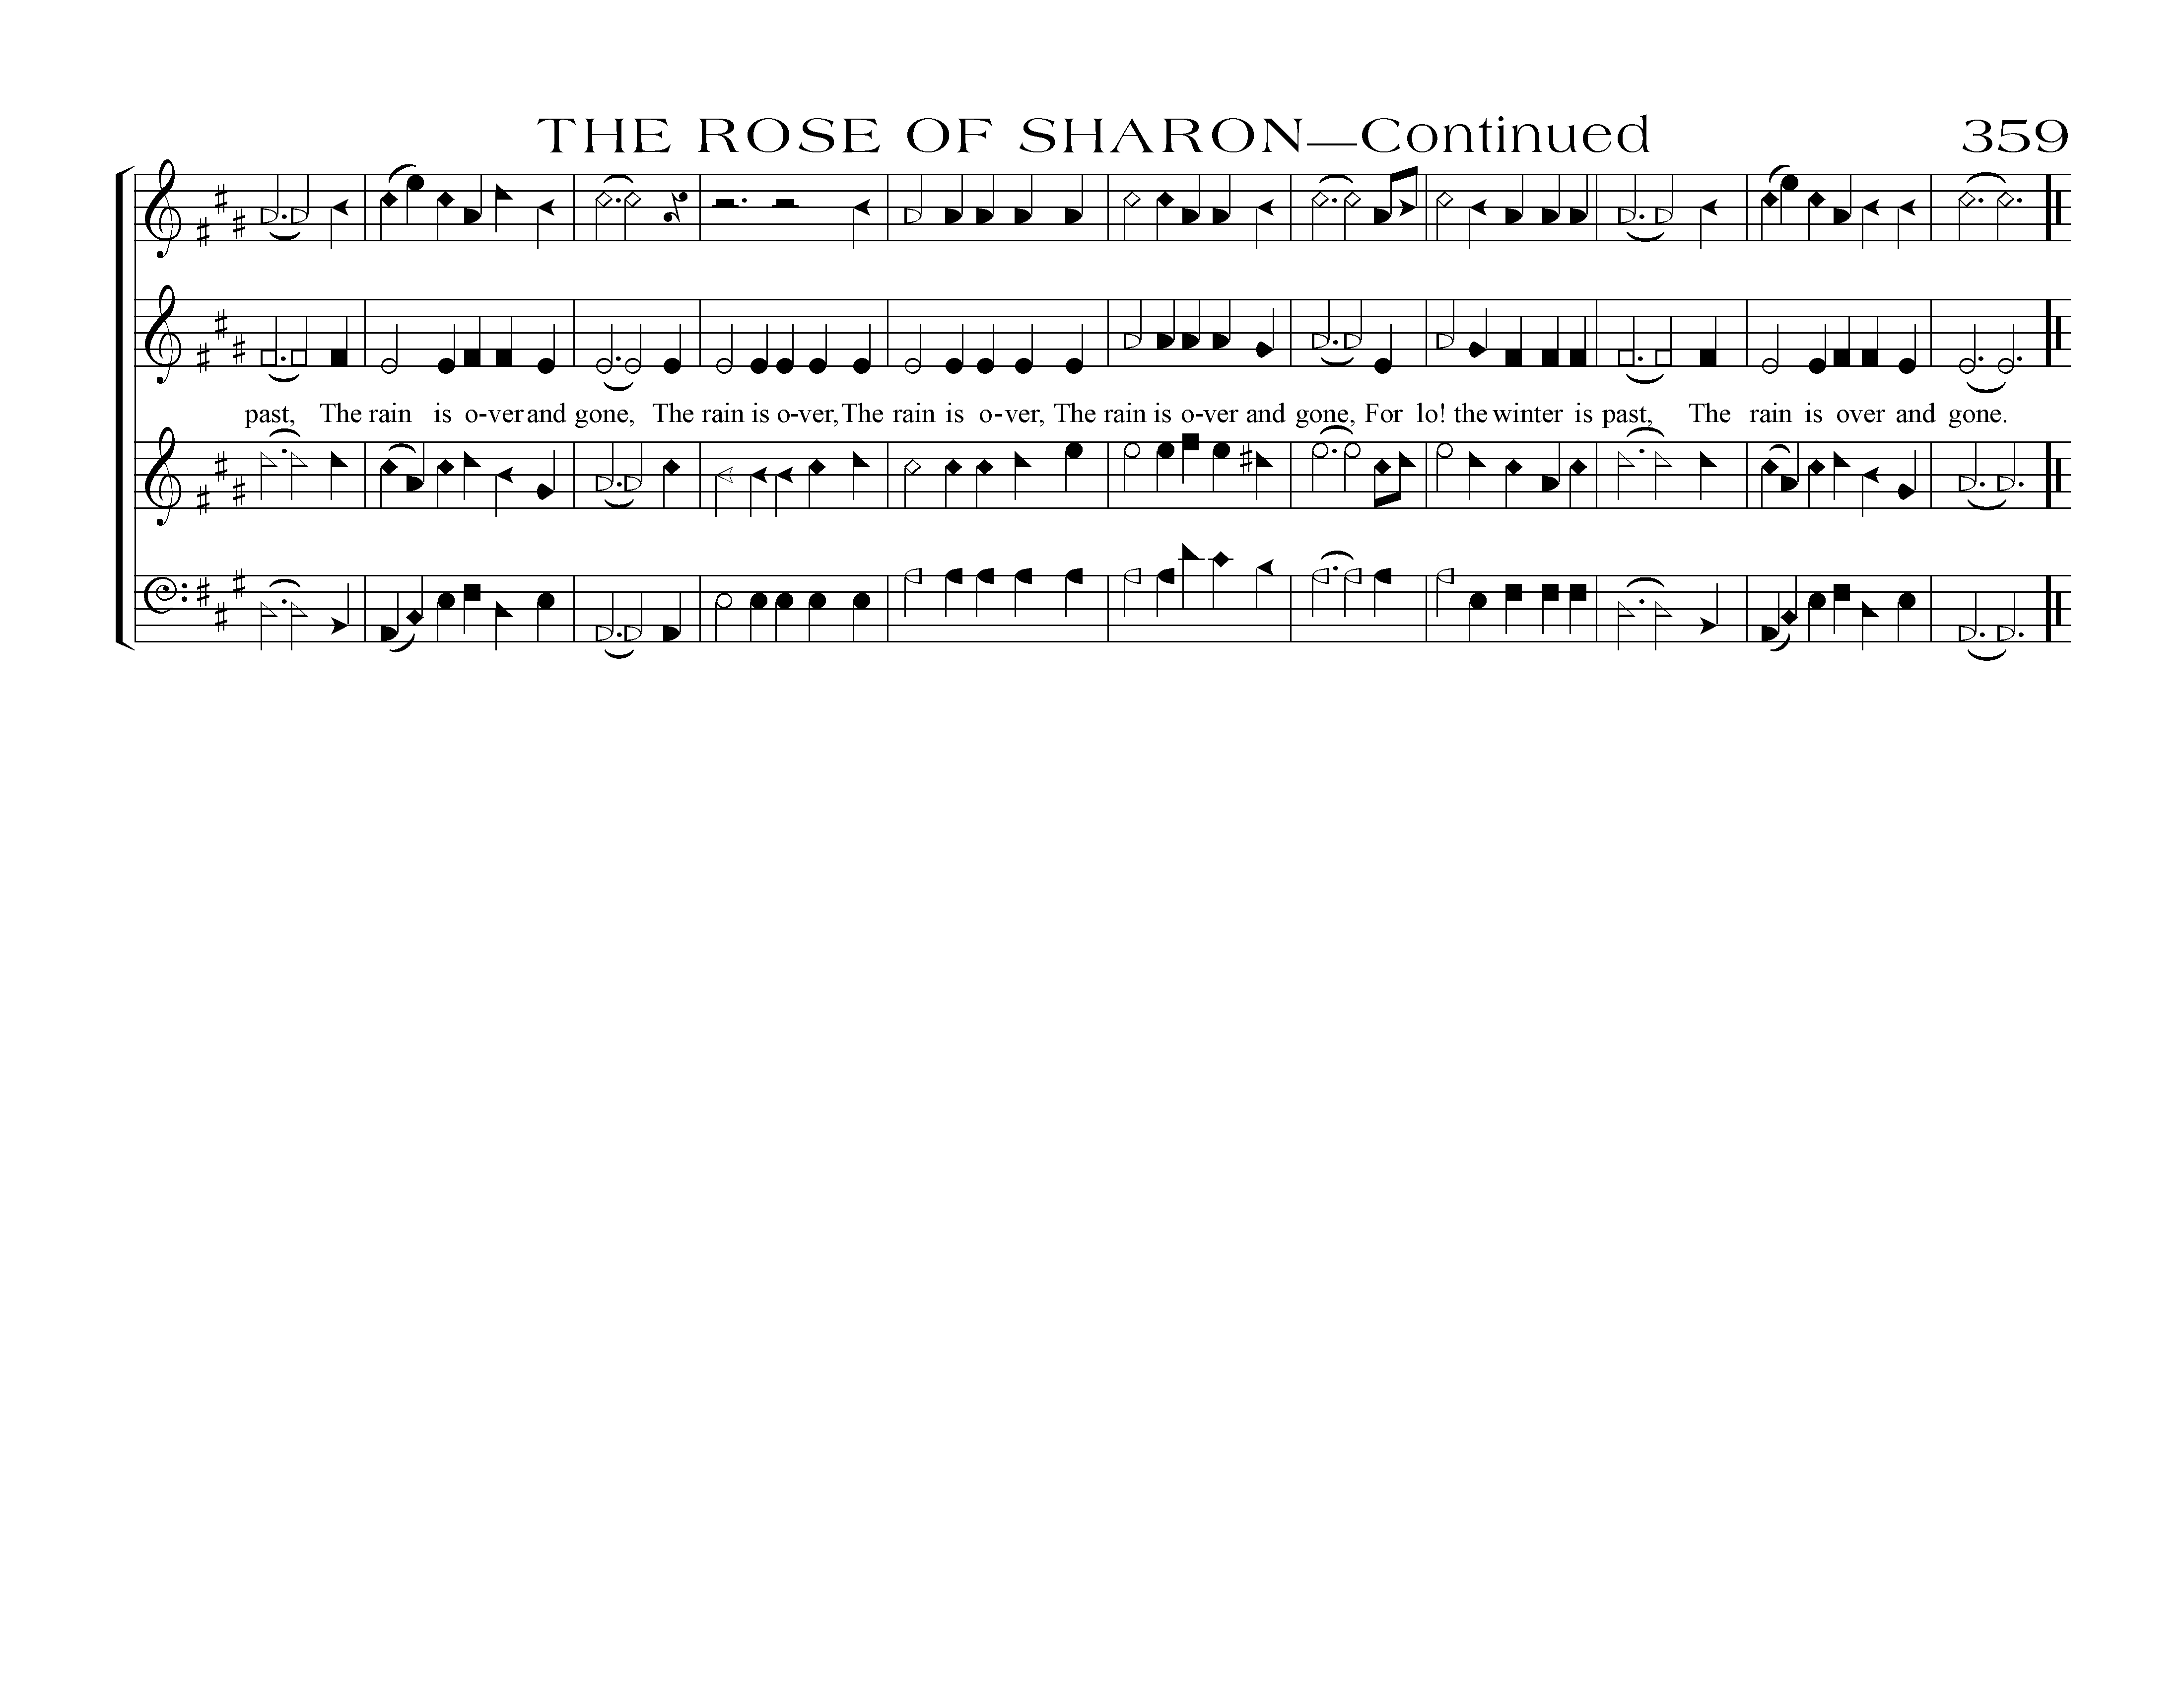 THE ROSE OF SHARON—Continued 359
past, The rain is o-ver and gone, The rain is o-ver, The rain is o-ver, The rain is o-ver and gone, For lo! the winter is past, The rain is over and gone.